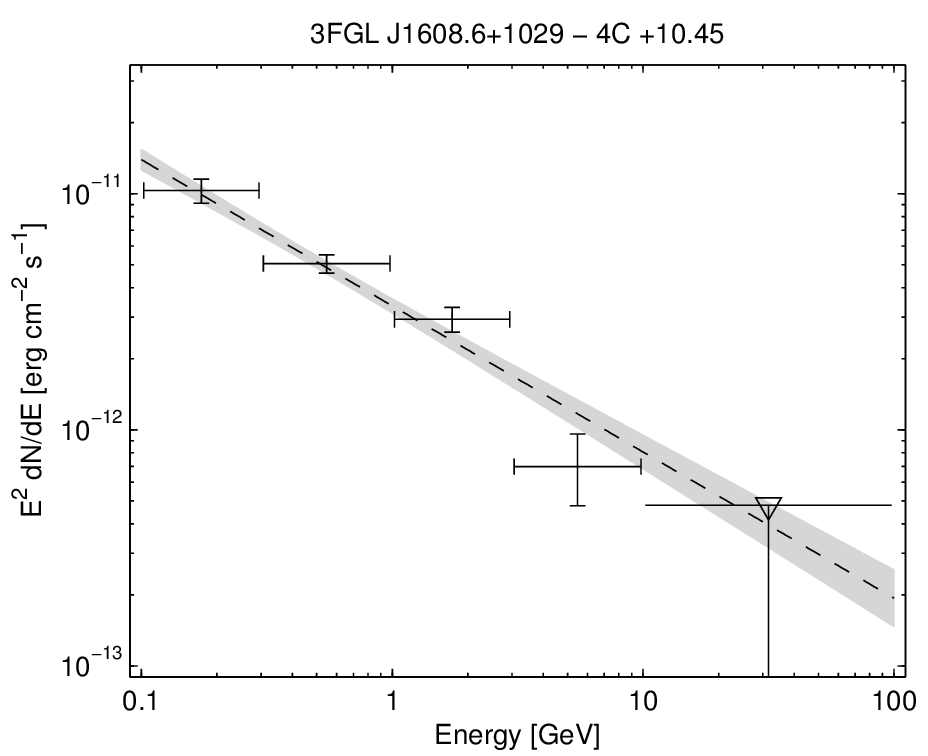 3FGL J1608.6+1029 − 4C +10.45
E² dN/dE [erg cm⁻² s⁻¹]
10⁻¹¹
10⁻¹²
10⁻¹³
0.1 1 10 100
Energy [GeV]